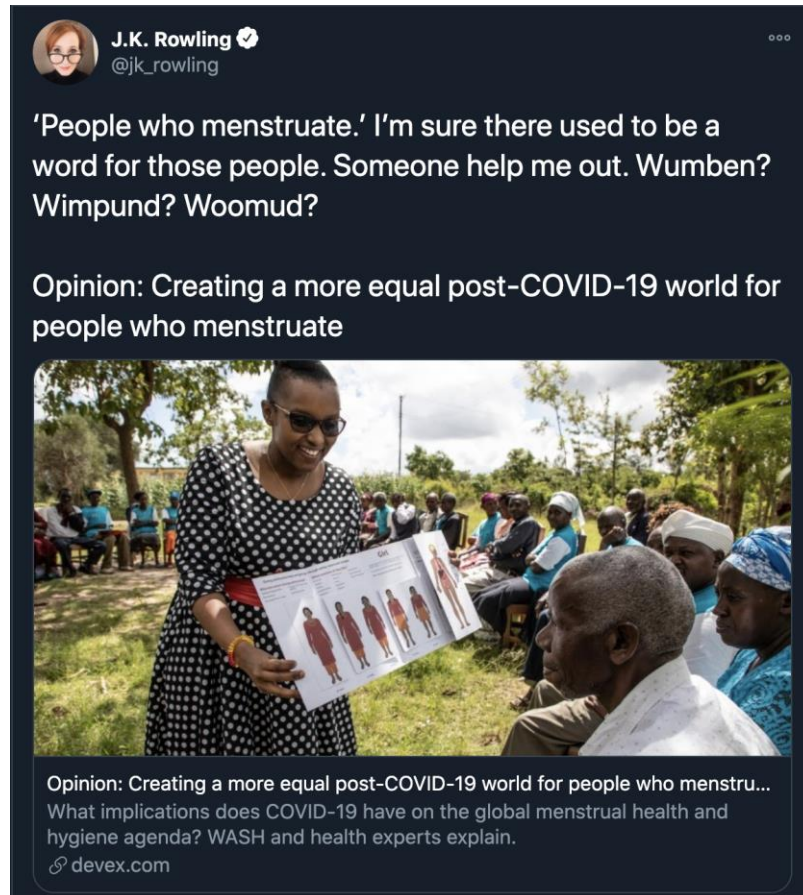 J.K. Rowling
@jk_rowling
‘People who menstruate.’ I’m sure there used to be a
word for those people. Someone help me out. Wumben?
Wimpund? Woomud?
Opinion: Creating a more equal post-COVID-19 world for
people who menstruate
Girl
Opinion: Creating a more equal post-COVID-19 world for people who menstru...
What implications does COVID-19 have on the global menstrual health and
hygiene agenda? WASH and health experts explain.
devex.com